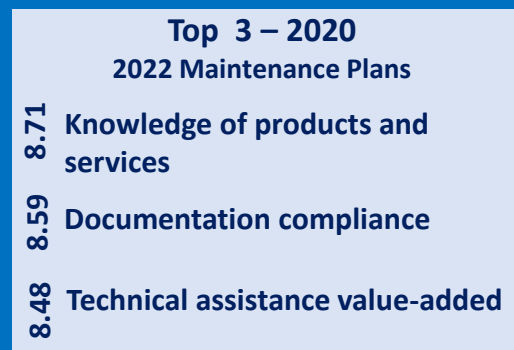 Top 3 – 2020
2022 Maintenance Plans
8.71
Knowledge of products and
services
8.59
Documentation compliance
8.48
Technical assistance value-added